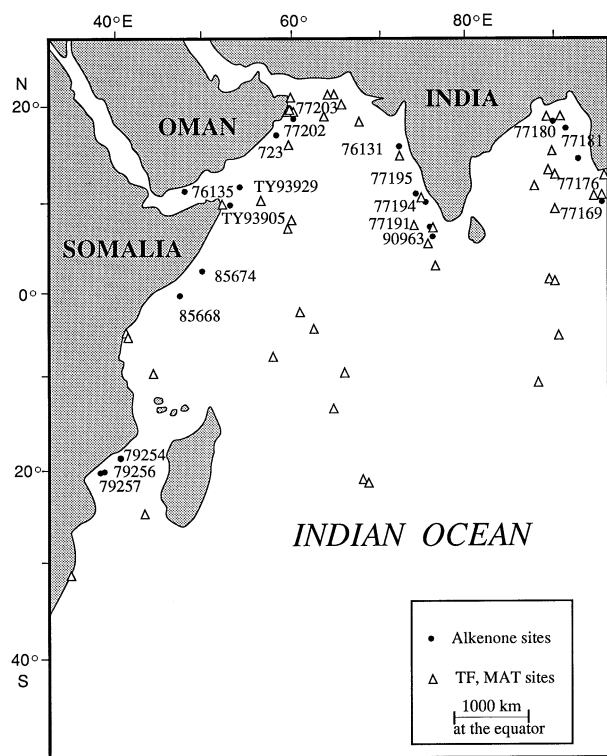 40° 60° 80°
N
20°
0°
20°
40°
S
OMAN
INDIA
SOMALIA
77203
77202
723
76131
77180
77181
76135
TY93929
TY93905
77195
77194
77191
90963
77176
77169
85674
85668
79254
79256
79257
INDIAN OCEAN
Alkenone sites
TF, MAT sites
1000 km
at the equator